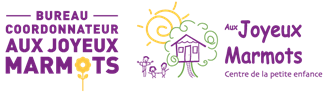 BUREAU
COORDONNATEUR
AUX JOYEUX
MARMOTS
Aux Joyeux
Marmots
Centre de la petite enfance